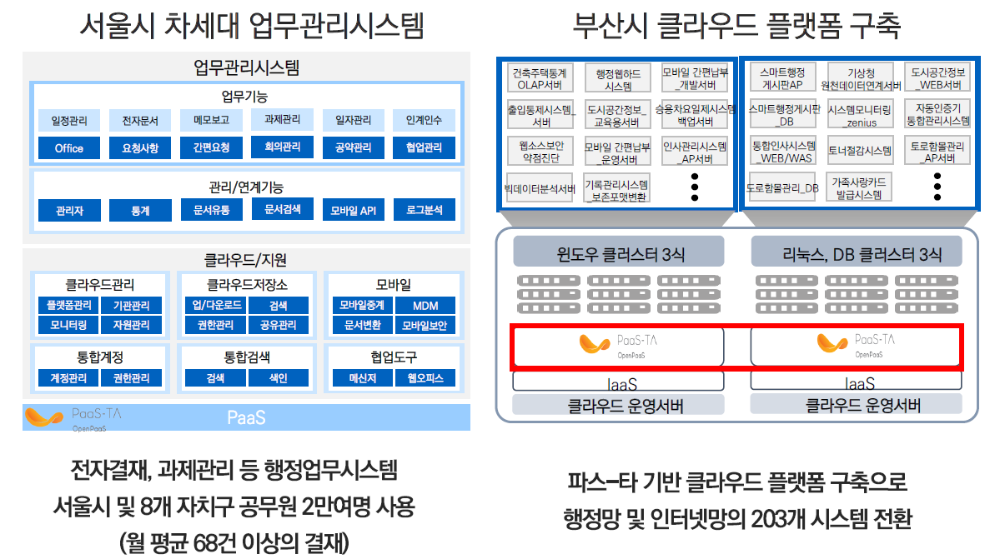 서울시 차세대 업무관리시스템
업무관리시스템
업무기능
일정관리 전자문서 메모보고 과제관리 일자관리 인계인수
Office 요청사항 간편요청 회의관리 공약관리 협업관리
관리/연계기능
관리자 통계 문서유통 문서검색 모바일 API 로그분석
클라우드/지원
클라우드관리 클라우드저장소 모바일
플랫폼관리 기관관리 업/다운로드 검색 모바일중계 MDM
모니터링 자원관리 권한관리 공유관리 문서변환 모바일보안
통합계정 통합검색 협업도구
계정관리 권한관리 검색 색인 메신저 웹오피스
PaaS-TA
OpenPaaS
PaaS
전자결재, 과제관리 등 행정업무시스템
서울시 및 8개 자치구 공무원 2만여명 사용
(월 평균 68건 이상의 결재)
부산시 클라우드 플랫폼 구축
건축주택통계
OLAP서버
행정웹하드
시스템
모바일 간편납부
_개발서버
출입통제시스템_
서버
도시공간정보_
교육용서버
승용차요일제시스템
백업서버
웹소스보안
약점진단
모바일 간편납부
_운영서버
인사관리시스템
_AP서버
빅데이터분석서버
기록관리시스템
_보존포맷변환
스마트행정
게시판AP
기상청
원천데이터연계서버
도시공간정보
_WEB서버
스마트행정게시판
_DB
시스템모니터링
_zenius
자동인증기
통합관리시스템
통합인사시스템
_WEB/WAS
토너절감시스템
토로함몰관리
_AP서버
도로함몰관리_DB
가족사랑카드
발급시스템
윈도우 클러스터 3식
리눅스, DB 클러스터 3식
PaaS-TA
OpenPaaS
PaaS-TA
OpenPaaS
IaaS
IaaS
클라우드 운영서버
클라우드 운영서버
파스-타 기반 클라우드 플랫폼 구축으로
행정망 및 인터넷망의 203개 시스템 전환